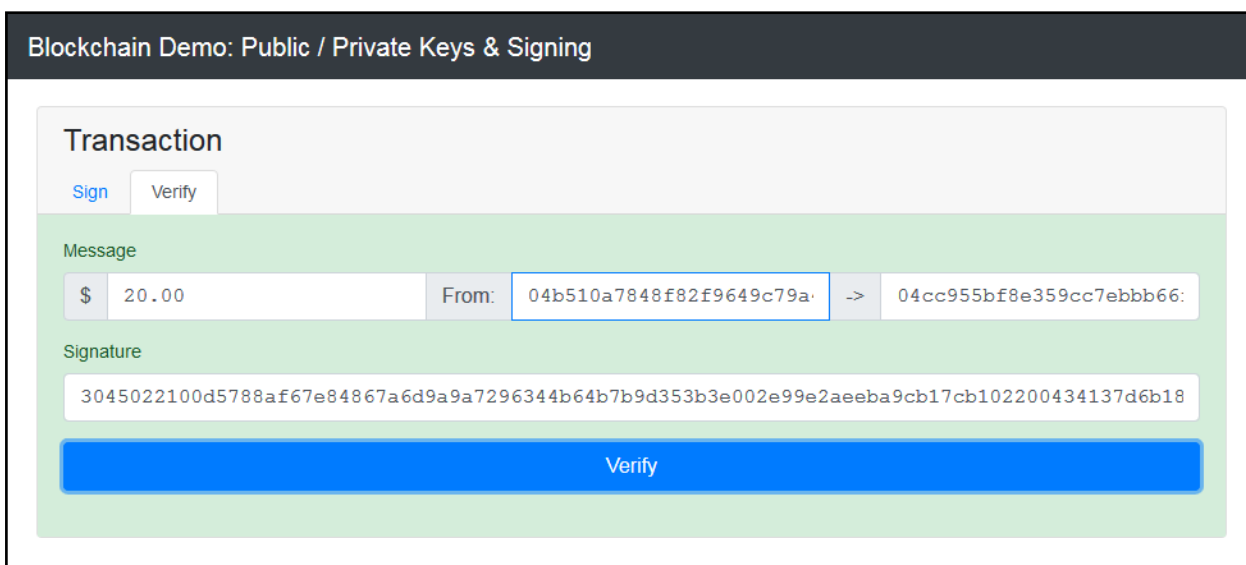 Blockchain Demo: Public / Private Keys & Signing
Transaction
Sign Verify
Message
$ 20.00 From: 04b510a7848f82f9649c79a -> 04cc955bf8e359cc7ebbb66
Signature
3045022100d5788af67e84867a6d9a9a7296344b64b7b9d353b3e002e99e2aeeba9cb17cb102200434137d6b18
Verify